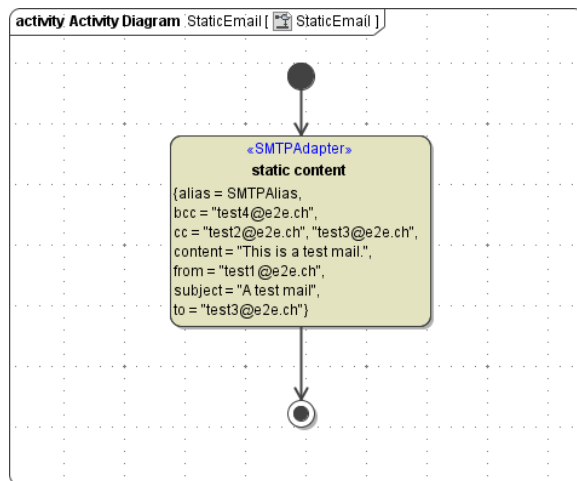 activity Activity Diagram StaticEmail [ StaticEmail ]
«SMTPAdapter»
static content
{alias = SMTPAlias,
bcc = "test4@e2e.ch",
cc = "test2@e2e.ch", "test3@e2e.ch",
content = "This is a test mail.",
from = "test1@e2e.ch",
subject = "A test mail",
to = "test3@e2e.ch"}